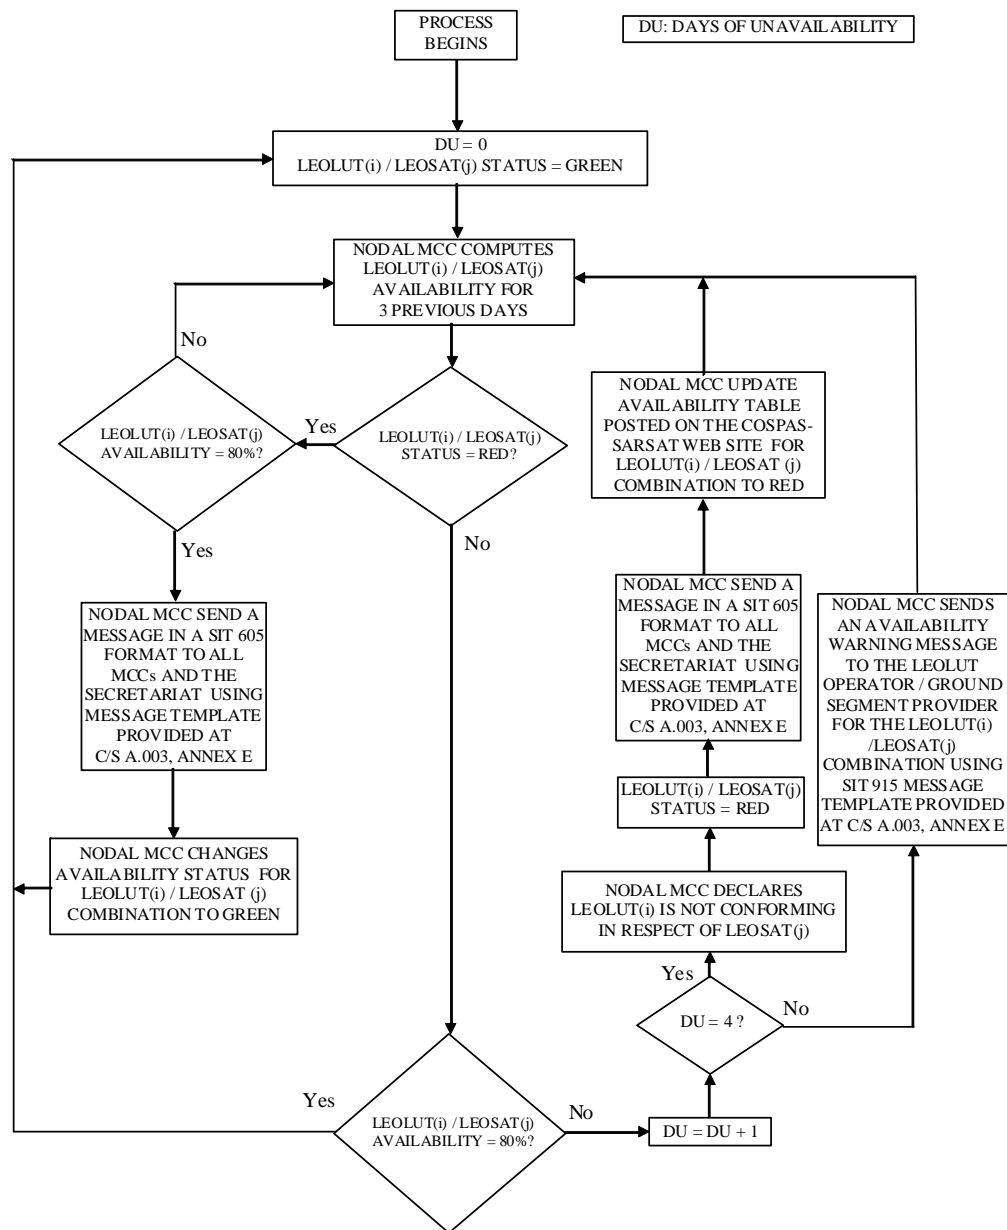 PROCESS
BEGINS
DU: DAYS OF UNAVAILABILITY
DU = 0
LEOLUT(i) / LEOSAT(j) STATUS = GREEN
NODAL MCC COMPUTES
LEOLUT(i) / LEOSAT(j)
AVAILABILITY FOR
3 PREVIOUS DAYS
No
LEOLUT(i) / LEOSAT(j)
AVAILABILITY = 80%?
Yes
LEOLUT(i) / LEOSAT(j)
STATUS = RED?
NODAL MCC UPDATE
AVAILABILITY TABLE
POSTED ON THE COSPAS-
SARSAT WEB SITE FOR
LEOLUT(i) / LEOSAT (j)
COMBINATION TO RED
Yes
No
NODAL MCC SEND A
MESSAGE IN A SIT 605
FORMAT TO ALL
MCCs AND THE
SECRETARIAT USING
MESSAGE TEMPLATE
PROVIDED AT
C/S A.003, ANNEX E
NODAL MCC SEND A
MESSAGE IN A SIT 605
FORMAT TO ALL
MCCs AND THE
SECRETARIAT USING
MESSAGE TEMPLATE
PROVIDED AT
C/S A.003, ANNEX E
NODAL MCC SENDS
AN AVAILABILITY
WARNING MESSAGE
TO THE LEOLUT
OPERATOR / GROUND
SEGMENT PROVIDER
FOR THE LEOLUT(i)
/LEOSAT(j)
COMBINATION USING
SIT 915 MESSAGE
TEMPLATE PROVIDED
AT C/S A.003, ANNEX E
LEOLUT(i) / LEOSAT(j)
STATUS = RED
NODAL MCC CHANGES
AVAILABILITY STATUS FOR
LEOLUT(i) / LEOSAT (j)
COMBINATION TO GREEN
NODAL MCC DECLARES
LEOLUT(i) IS NOT CONFORMING
IN RESPECT OF LEOSAT(j)
Yes
DU = 4 ?
No
Yes
LEOLUT(i) / LEOSAT(j)
AVAILABILITY = 80%?
No
DU = DU + 1